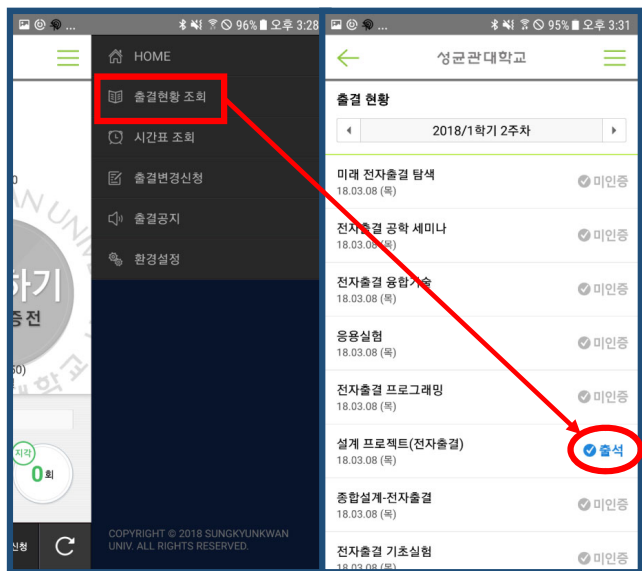 ... 96% 오후 3:28
HOME
출결현황 조회
시간표 조회
출결변경신청
출결공지
환경설정
하기
증 전
지각
0 회
신청
COPYRIGHT © 2018 SUNGKYUNKWAN
UNIV. ALL RIGHTS RESERVED.
... 95% 오후 3:31
성균관대학교
출결 현황
2018/1학기 2주차
미래 전자출결 탐색
미인증
18.03.08 (목)
전자출결 공학 세미나
미인증
18.03.08 (목)
전자출결 융합기술
미인증
18.03.08 (목)
응용실험
미인증
18.03.08 (목)
전자출결 프로그래밍
미인증
18.03.08 (목)
설계 프로젝트(전자출결)
출석
18.03.08 (목)
종합설계-전자출결
미인증
18.03.08 (목)
전자출결 기초실험
미인증
18.03.08 (목)